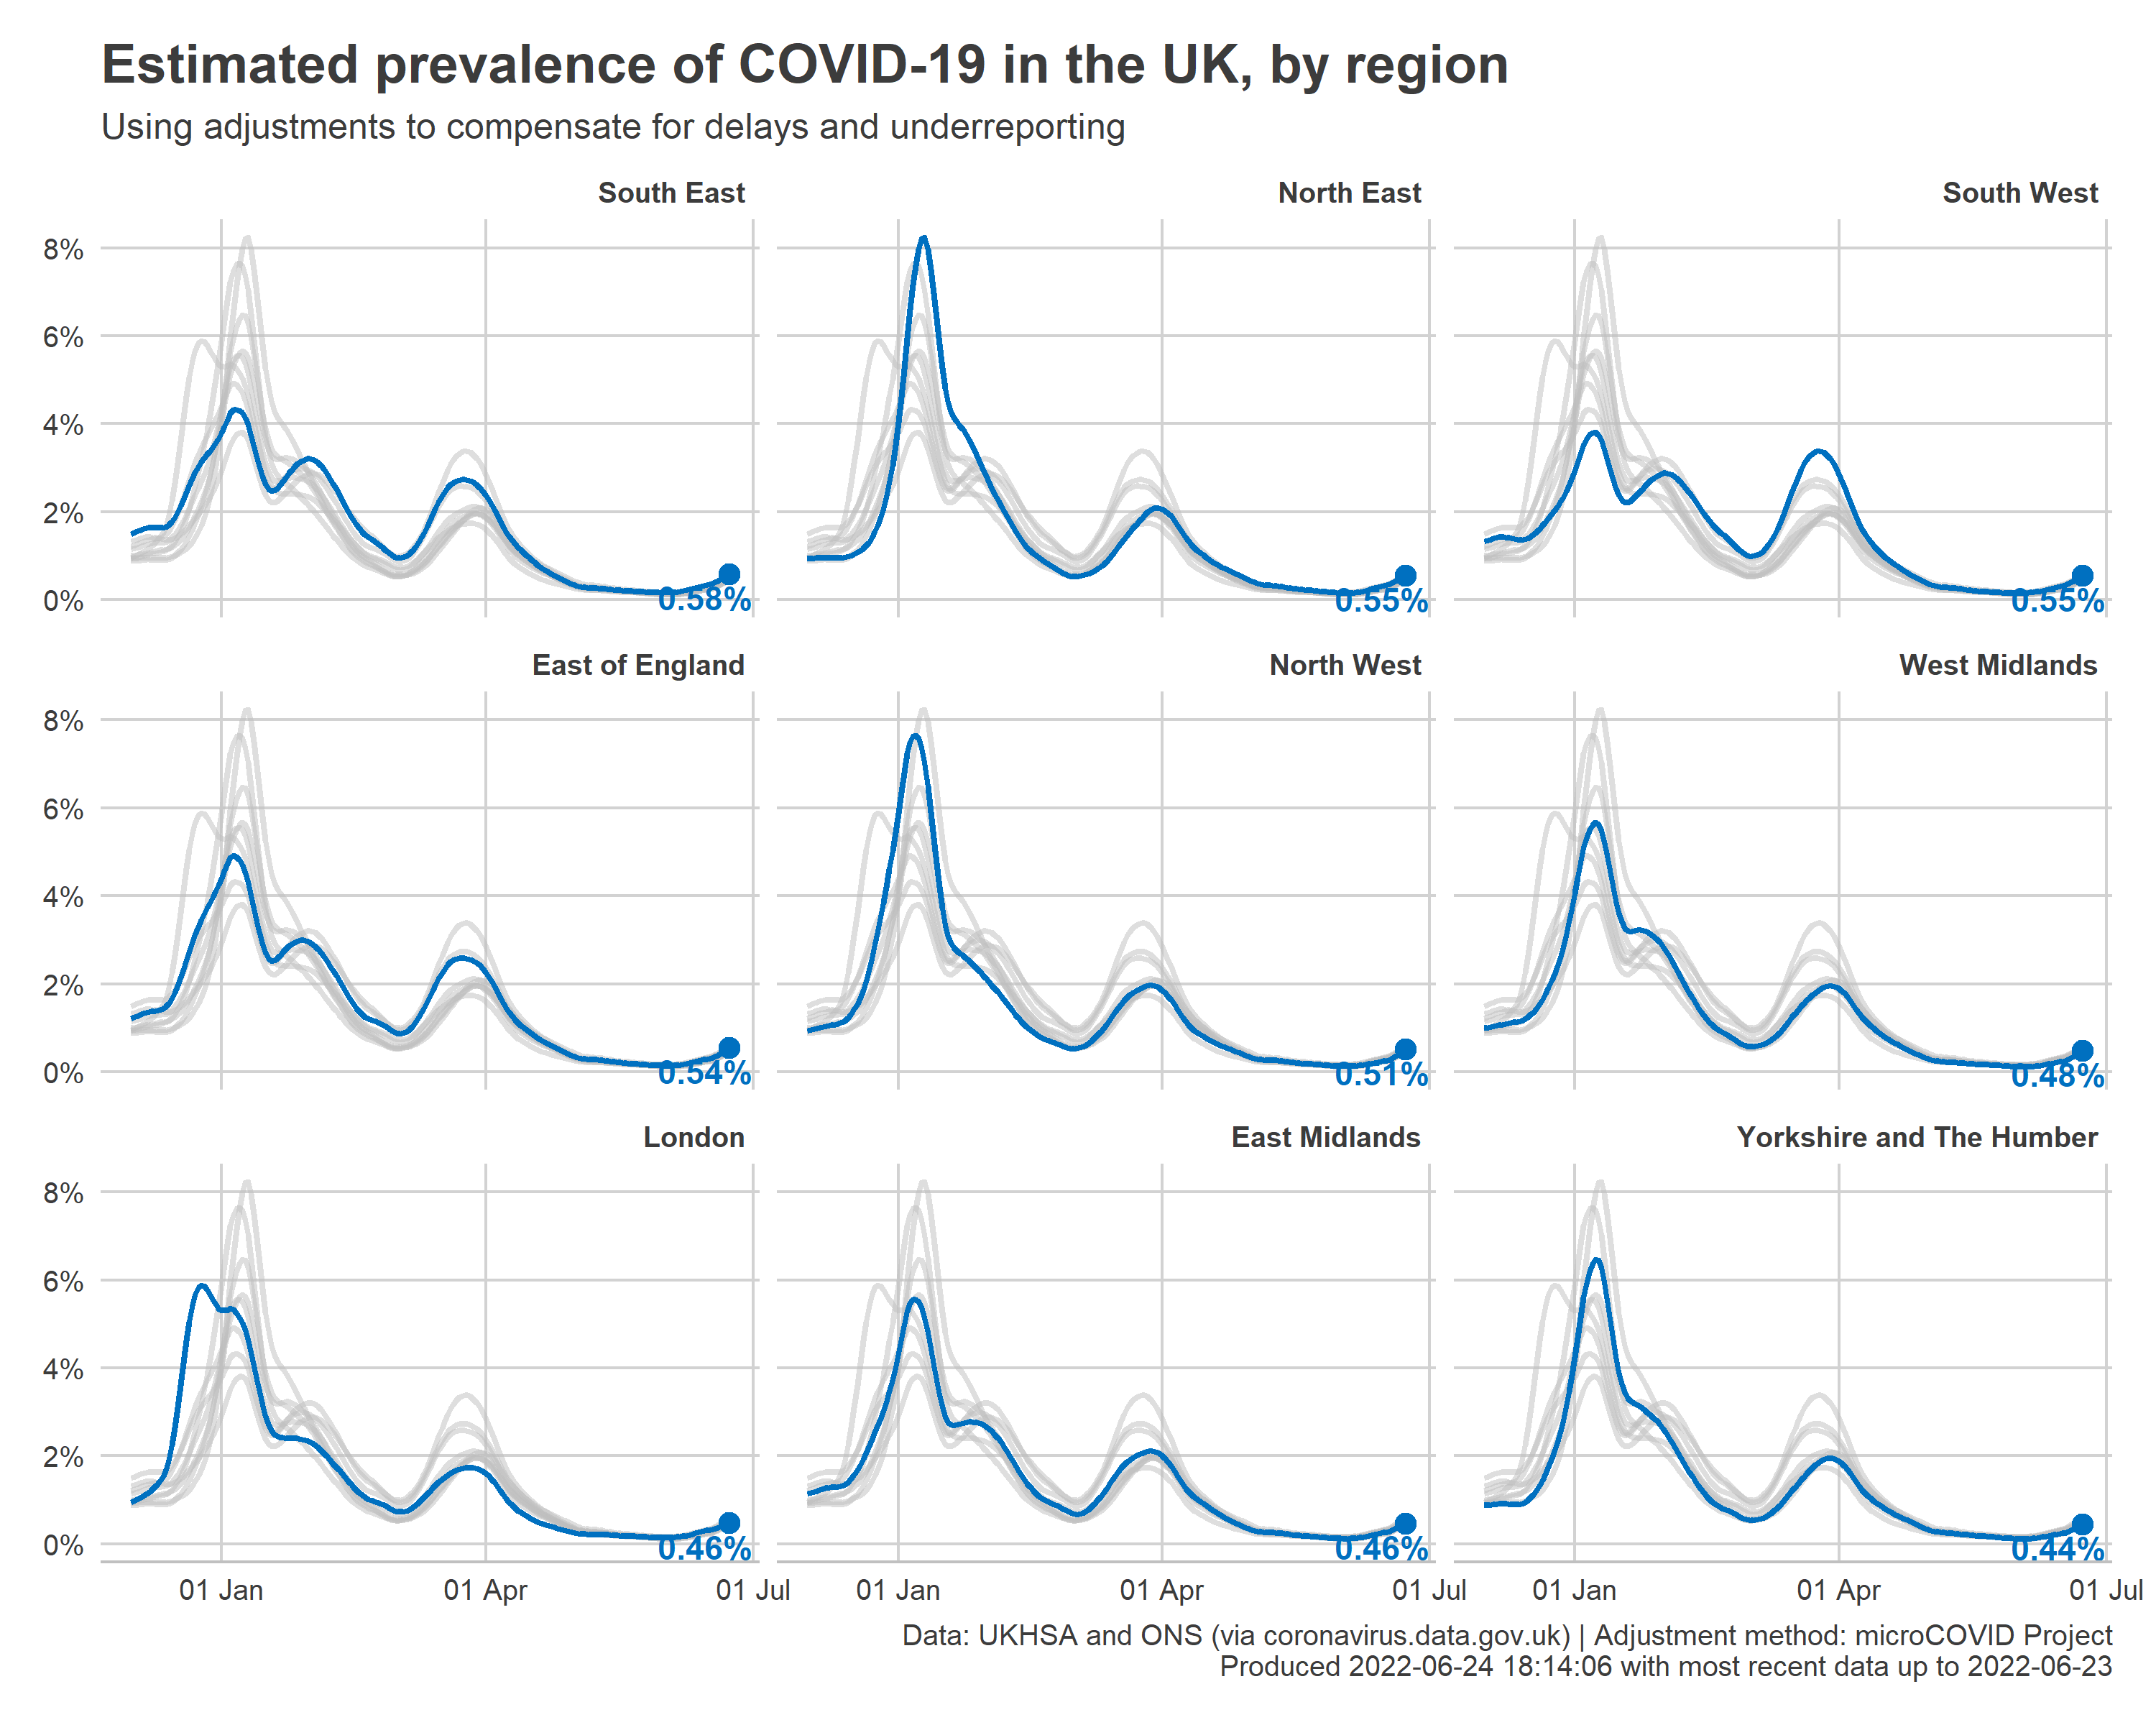 Estimated prevalence of COVID-19 in the UK, by region
Using adjustments to compensate for delays and underreporting
South East
North East
South West
8%
6%
4%
2%
0%
0.58%
0.55%
0.55%
East of England
North West
West Midlands
8%
6%
4%
2%
0%
0.54%
0.51%
0.48%
London
East Midlands
Yorkshire and The Humber
8%
6%
4%
2%
0%
0.46%
0.46%
0.44%
01 Jan 01 Apr 01 Jul 01 Jan 01 Apr 01 Jul 01 Jan 01 Apr 01 Jul
Data: UKHSA and ONS (via coronavirus.data.gov.uk) | Adjustment method: microCOVID Project
Produced 2022-06-24 18:14:06 with most recent data up to 2022-06-23